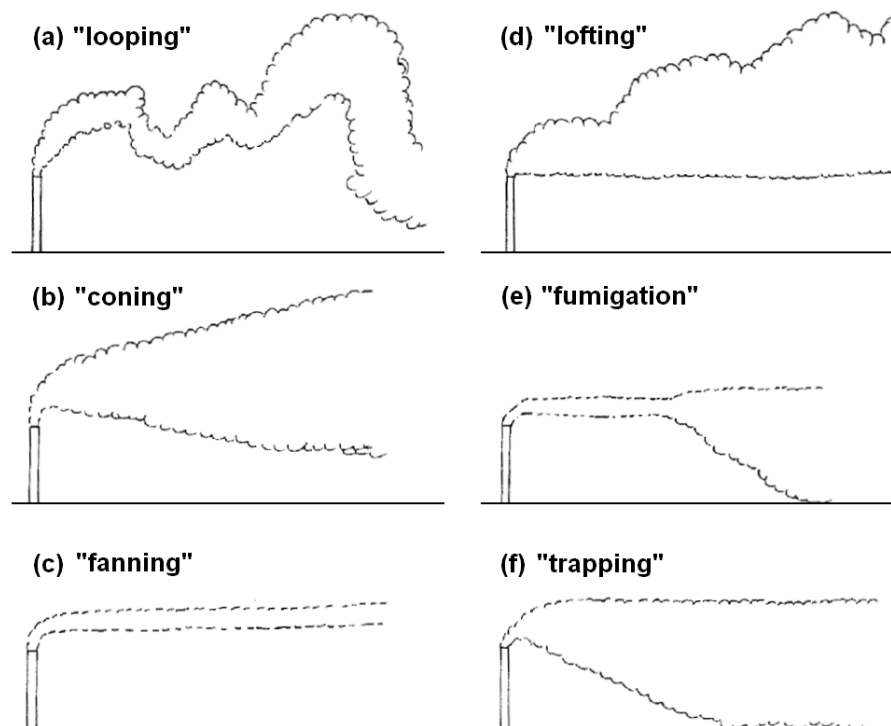 (a) "looping"
(d) "lofting"
(b) "coning"
(e) "fumigation"
(c) "fanning"
(f) "trapping"